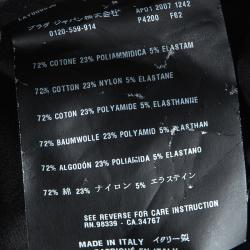 プラダ ジャパン株式会社 AP01 2007 1242
0120-559-914 P4200 F62
72% COTONE 23% POLIAMMIDICA 5% ELASTAM
72% COTTON 23% NYLON 5% ELASTANE
72% COTON 23% POLYAMIDE 5% ELASTHANNE
72% BAUMWOLLE 23% POLYAMID 5% ELASTHAN
72% ALGODÓN 23% POLIAMIDA 5% ELASTANO
72% 綿 23% ナイロン 5% エラスティン
SEE REVERSE FOR CARE INSTRUCTION
RN.98339 - CA.34767
MADE IN ITALY イタリー製